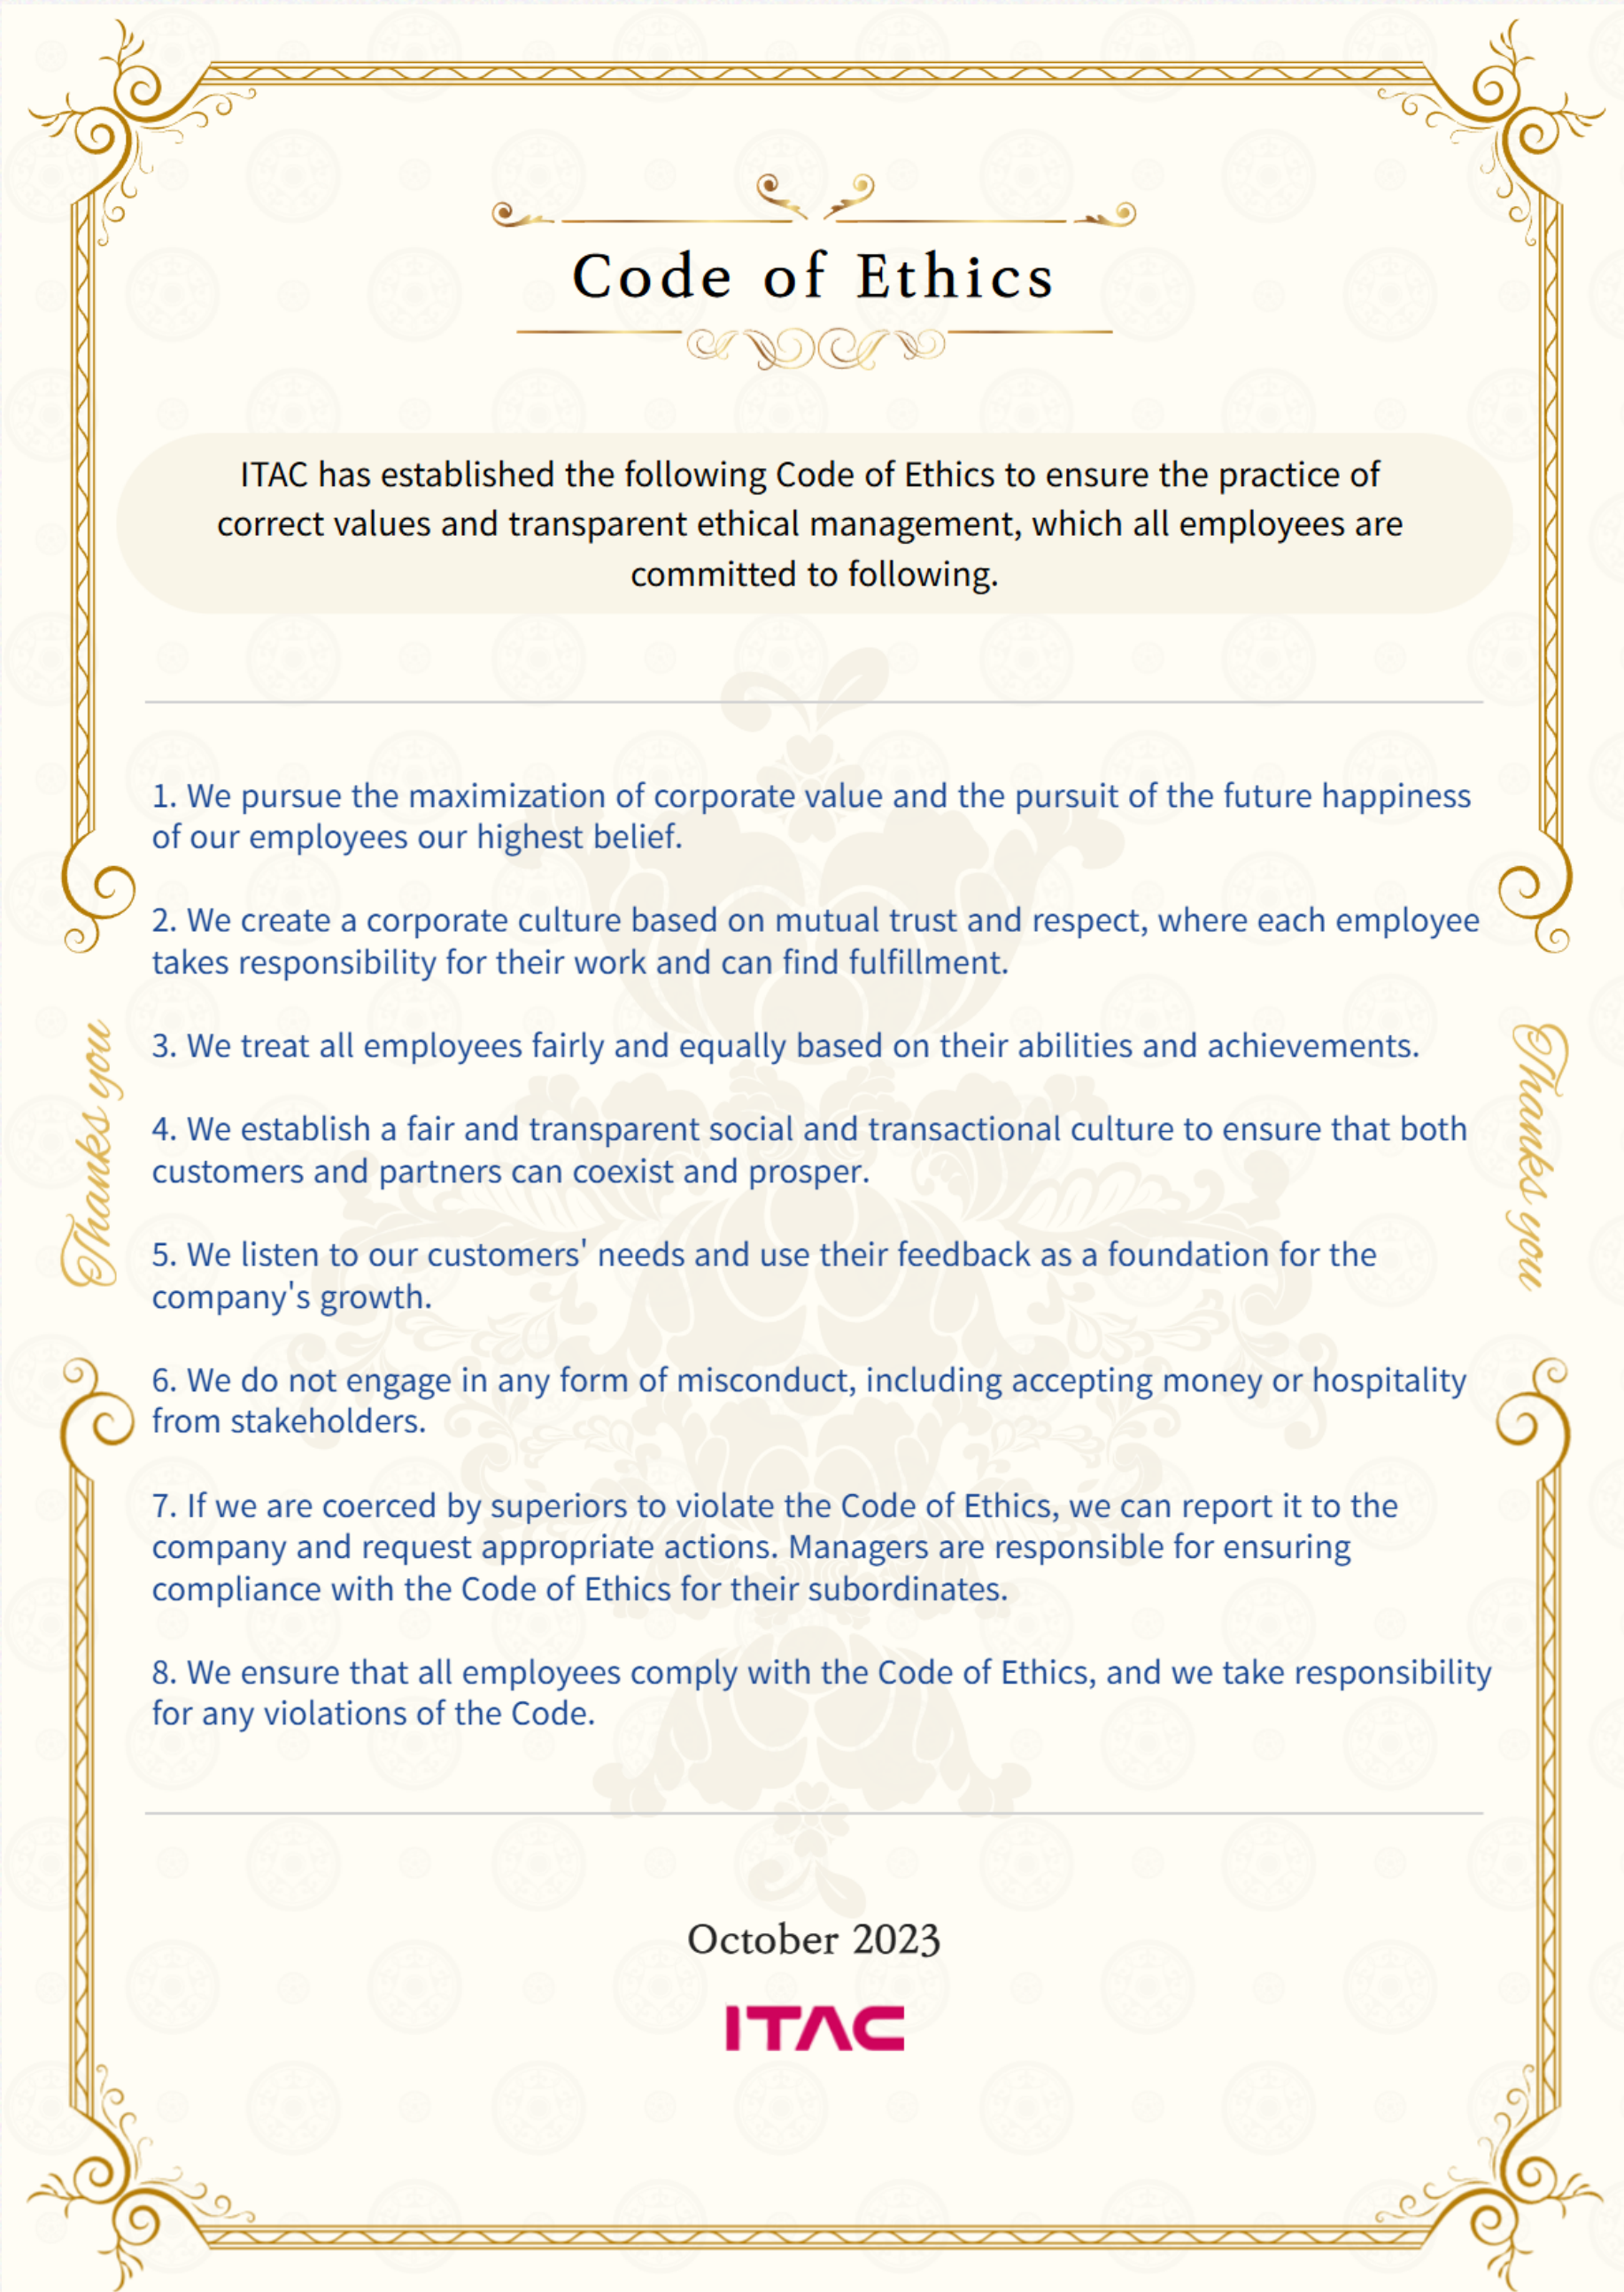 Code of Ethics
ITAC has established the following Code of Ethics to ensure the practice of
correct values and transparent ethical management, which all employees are
committed to following.
1. We pursue the maximization of corporate value and the pursuit of the future happiness
of our employees our highest belief.
2. We create a corporate culture based on mutual trust and respect, where each employee
takes responsibility for their work and can find fulfillment.
3. We treat all employees fairly and equally based on their abilities and achievements.
4. We establish a fair and transparent social and transactional culture to ensure that both
customers and partners can coexist and prosper.
5. We listen to our customers' needs and use their feedback as a foundation for the
company's growth.
6. We do not engage in any form of misconduct, including accepting money or hospitality
from stakeholders.
7. If we are coerced by superiors to violate the Code of Ethics, we can report it to the
company and request appropriate actions. Managers are responsible for ensuring
compliance with the Code of Ethics for their subordinates.
8. We ensure that all employees comply with the Code of Ethics, and we take responsibility
for any violations of the Code.
Thanks you
Thanks you
October 2023
ITAC